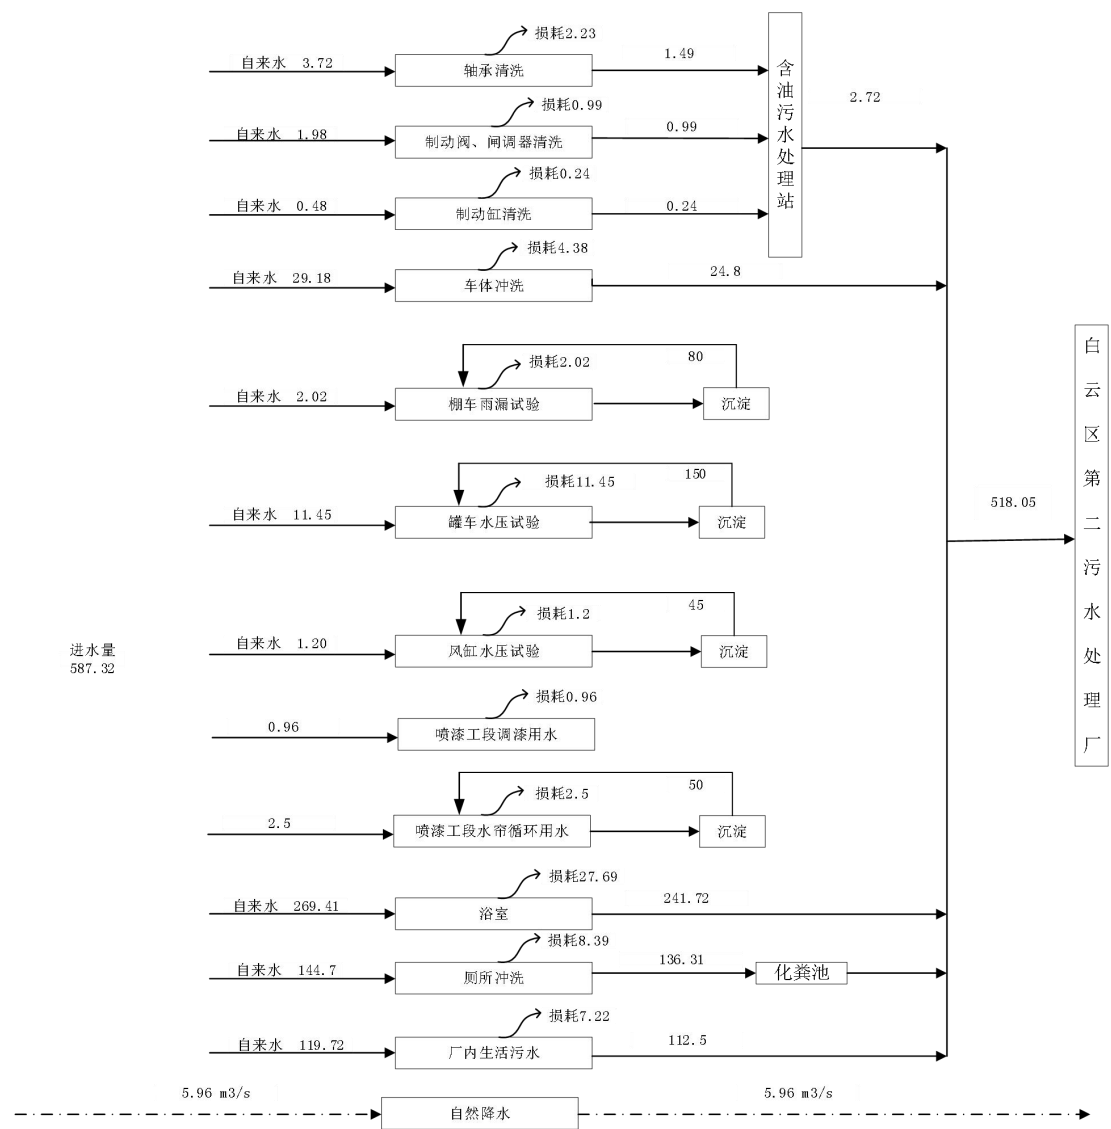 损耗2.23
自来水 3.72
轴承清洗
1.49
含油污水处理站
2.72
损耗0.99
自来水 1.98
制动阀、闸调器清洗
0.99
损耗0.24
自来水 0.48
制动缸清洗
0.24
损耗4.38
自来水 29.18
车体冲洗
24.8
白云区第二污水处理厂
518.05
80
损耗2.02
自来水 2.02
棚车雨漏试验
沉淀
150
损耗11.45
自来水 11.45
罐车水压试验
沉淀
45
损耗1.2
自来水 1.20
风缸水压试验
沉淀
进水量
587.32
损耗0.96
0.96
喷漆工段调漆用水
50
损耗2.5
2.5
喷漆工段水帘循环用水
沉淀
损耗27.69
自来水 269.41
浴室
241.72
损耗8.39
自来水 144.7
厕所冲洗
136.31
化粪池
损耗7.22
自来水 119.72
厂内生活污水
112.5
5.96 m3/s
自然降水
5.96 m3/s